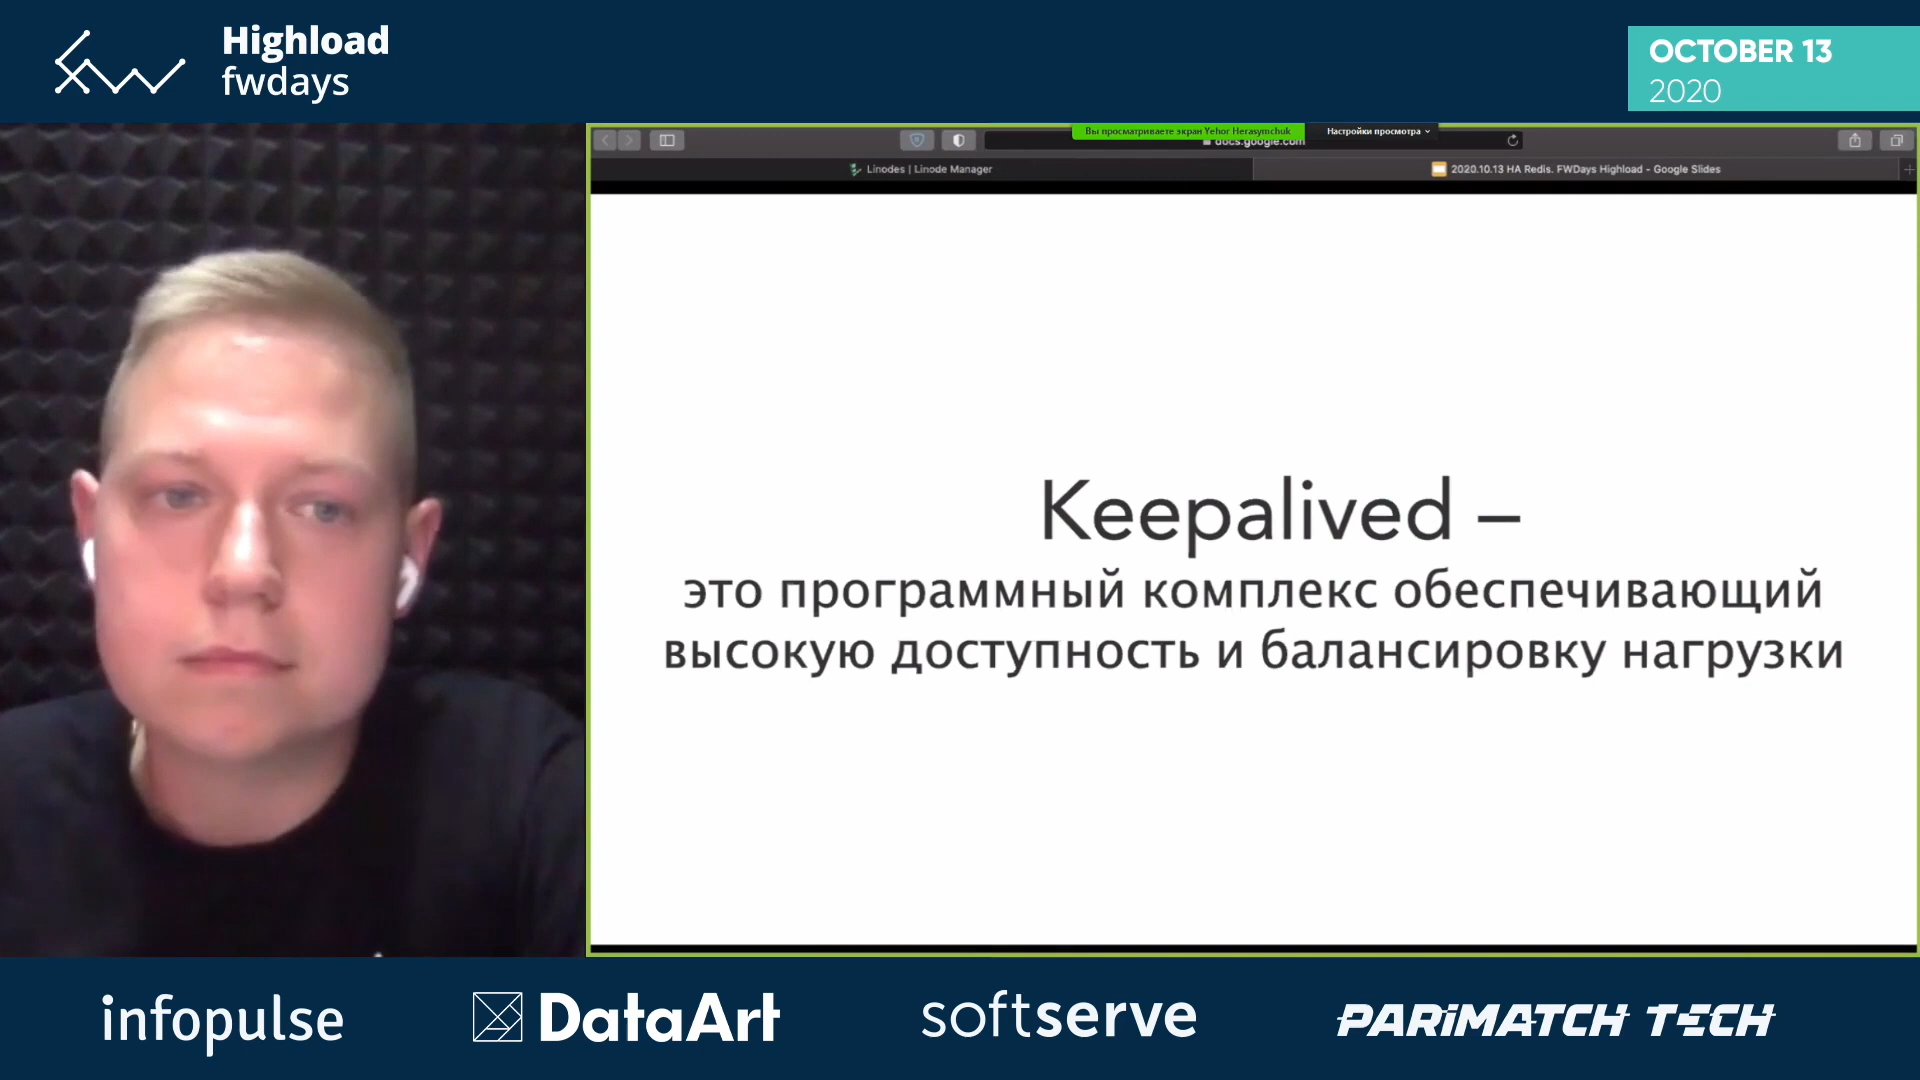 Highload
fwdays
OCTOBER 13
2020
Вы просматриваете экран Yehor Herasymchuk
Настройки просмотра
docs.google.com
Linodes | Linode Manager
2020.10.13 HA Redis. FWDays Highload - Google Slides
Keepalived –
это программный комплекс обеспечивающий
высокую доступность и балансировку нагрузки
infopulse
DataArt
softserve
PARIMATCH TECH